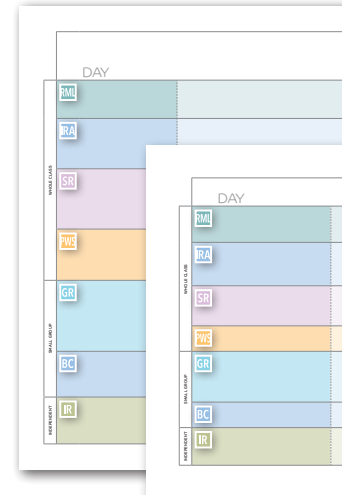 DAY
WHOLE CLASS
RML
IRA
SR
PWS
SMALL GROUP
GR
BC
INDEPENDENT
IR
DAY
WHOLE CLASS
RML
IRA
SR
PWS
SMALL GROUP
GR
BC
INDEPENDENT
IR